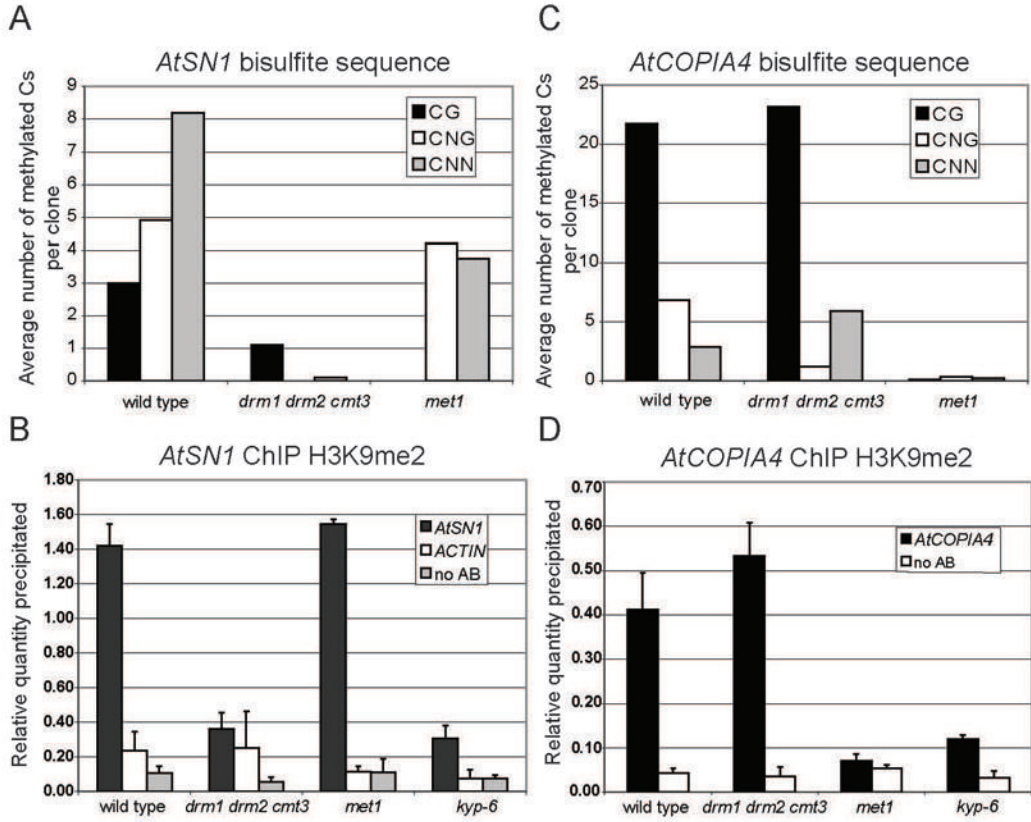 A
AtSN1 bisulfite sequence
Average number of methylated Cs
per clone
9
8
7
6
5
4
3
2
1
0
CG
CNG
CNN
wild type
drm1 drm2 cmt3
met1
C
AtCOPIA4 bisulfite sequence
Average number of methylated Cs
per clone
25
20
15
10
5
0
CG
CNG
CNN
wild type
drm1 drm2 cmt3
met1
B
AtSN1 ChIP H3K9me2
Relative quantity precipitated
1.80
1.60
1.40
1.20
1.00
0.80
0.60
0.40
0.20
0.00
AtSN1
ACTIN
no AB
wild type
drm1 drm2 cmt3
met1
kyp-6
D
AtCOPIA4 ChIP H3K9me2
Relative quantity precipitated
0.70
0.60
0.50
0.40
0.30
0.20
0.10
0.00
AtCOPIA4
no AB
wild type
drm1 drm2 cmt3
met1
kyp-6